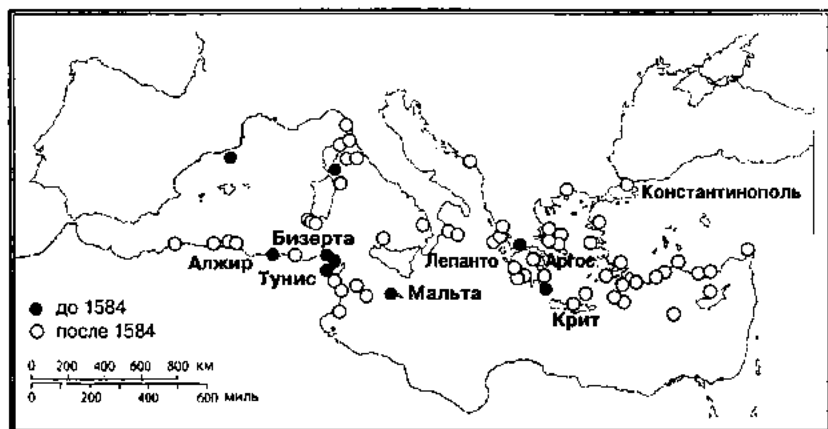 Константинополь
Бизерта
Алжир
Лепанто
Аргос
Тунис
Мальта
Крит
до 1584
после 1584
0 200 400 600 800 км
0 200 400 600 миль